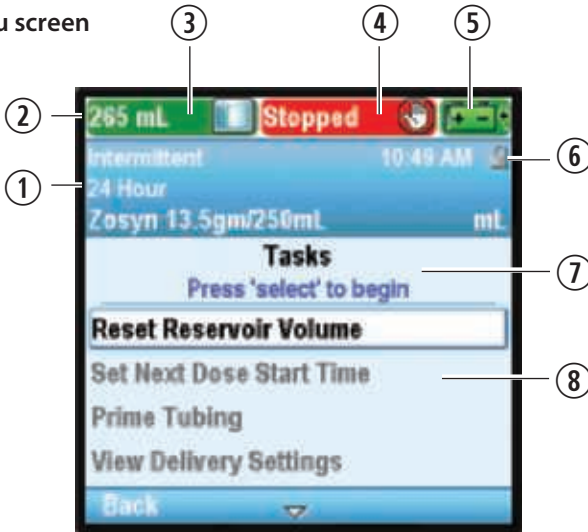 u screen
3 4 5
2 265 mL Stopped
Intermittent 10:49 AM 6
1 24 Hour
Zosyn 13.5gm/250mL mL
Tasks 7
Press 'select' to begin
Reset Reservoir Volume
Set Next Dose Start Time 8
Prime Tubing
View Delivery Settings
Back